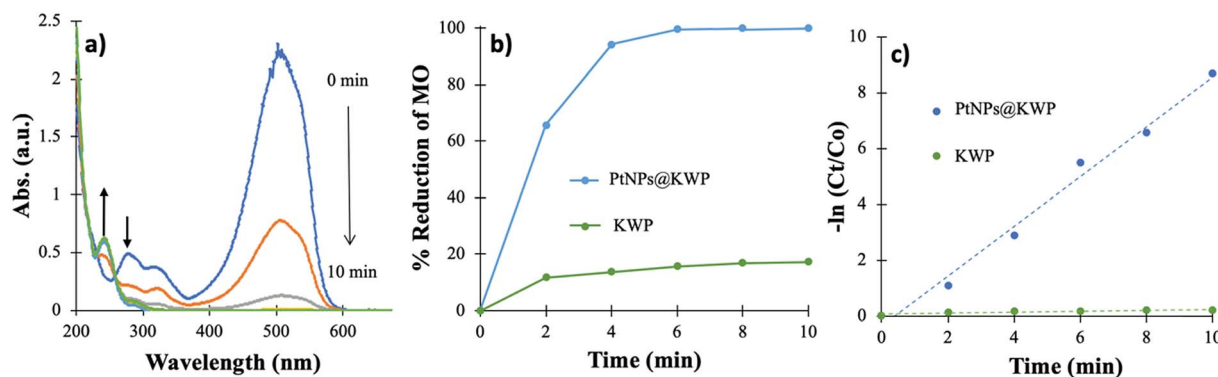 a)
Abs. (a.u.)
2.5
2
1.5
1
0.5
0
200
300
400
500
600
Wavelength (nm)
0 min
10 min
b)
% Reduction of MO
100
80
60
40
20
0
0
2
4
6
8
10
Time (min)
PtNPs@KWP
KWP
c)
-ln (Ct/Co)
10
8
6
4
2
0
0
2
4
6
8
10
Time (min)
PtNPs@KWP
KWP